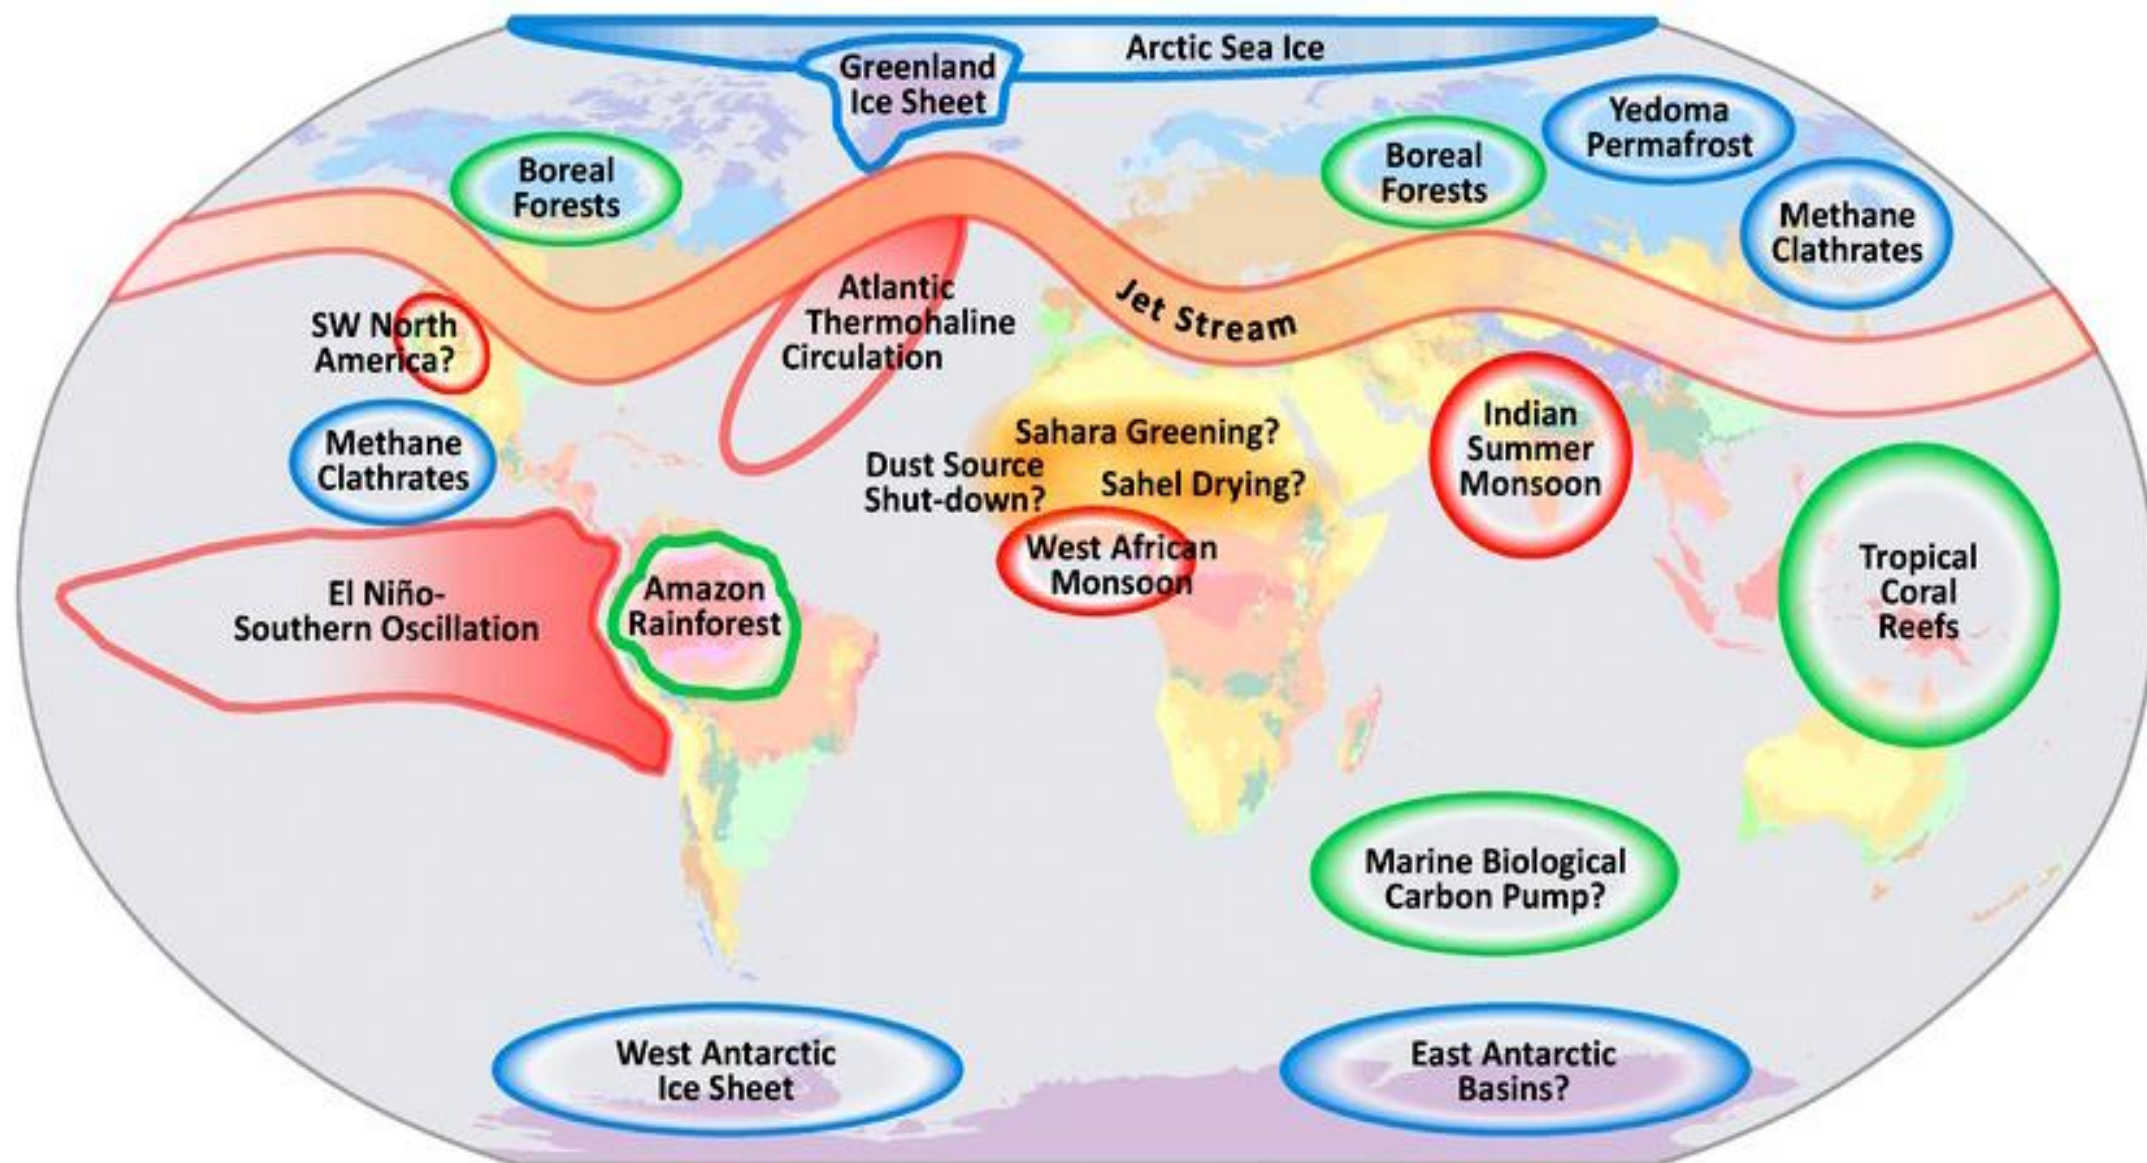 Arctic Sea Ice
Greenland
Ice Sheet
Yedoma
Permafrost
Boreal
Forests
Boreal
Forests
Methane
Clathrates
Atlantic
Thermohaline
Circulation
Jet Stream
SW North
America?
Methane
Clathrates
Sahara Greening?
Dust Source
Shut-down?
Sahel Drying?
Indian
Summer
Monsoon
West African
Monsoon
El Niño-
Southern Oscillation
Amazon
Rainforest
Tropical
Coral
Reefs
Marine Biological
Carbon Pump?
West Antarctic
Ice Sheet
East Antarctic
Basins?